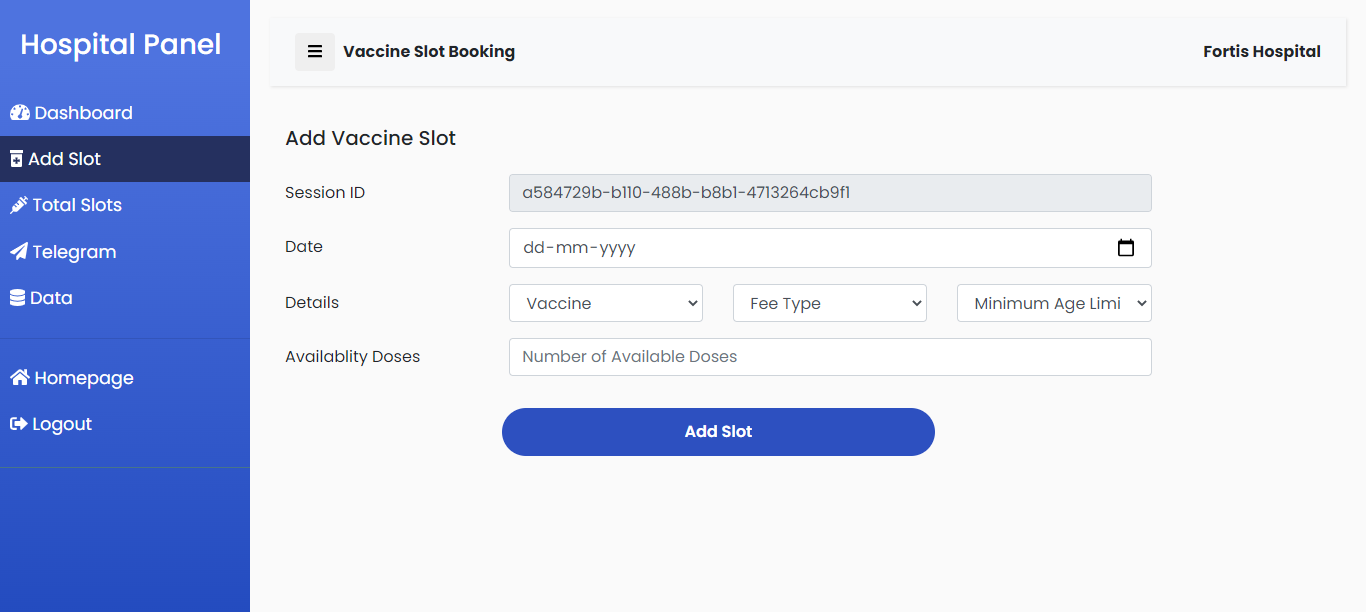 Hospital Panel
Dashboard
Add Slot
Total Slots
Telegram
Data
Homepage
Logout
Vaccine Slot Booking
Fortis Hospital
Add Vaccine Slot
Session ID
a584729b-b110-488b-b8b1-4713264cb9f1
Date
dd-mm-yyyy
Details
Vaccine
Fee Type
Minimum Age Limi
Availablity Doses
Number of Available Doses
Add Slot